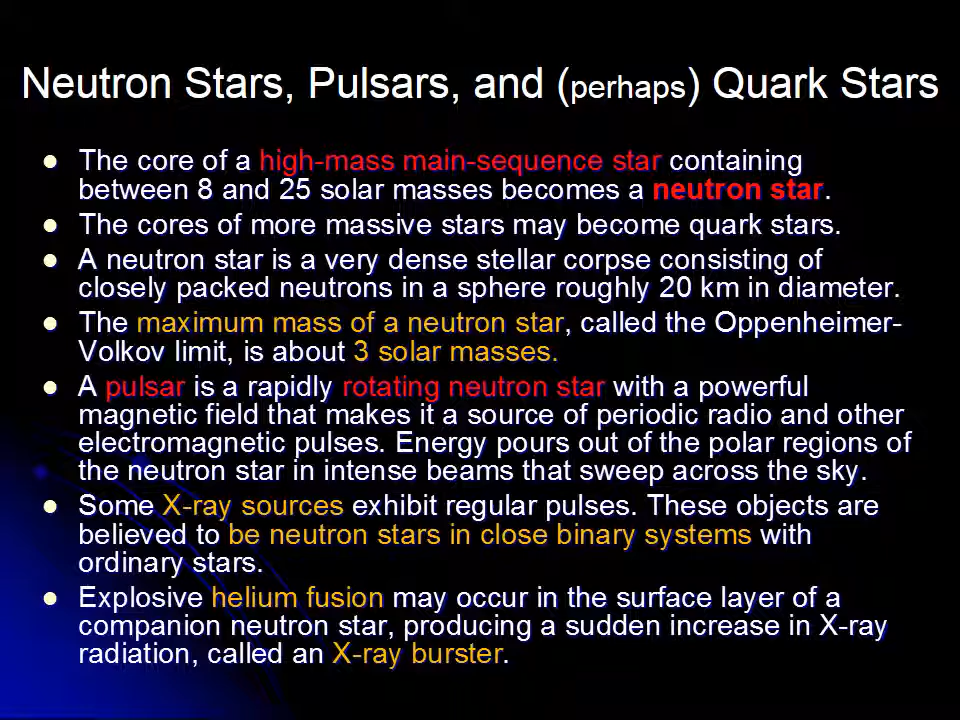 Neutron Stars, Pulsars, and (perhaps) Quark Stars
The core of a high-mass main-sequence star containing
between 8 and 25 solar masses becomes a neutron star.
The cores of more massive stars may become quark stars.
A neutron star is a very dense stellar corpse consisting of
closely packed neutrons in a sphere roughly 20 km in diameter.
The maximum mass of a neutron star, called the Oppenheimer-
Volkov limit, is about 3 solar masses.
A pulsar is a rapidly rotating neutron star with a powerful
magnetic field that makes it a source of periodic radio and other
electromagnetic pulses. Energy pours out of the polar regions of
the neutron star in intense beams that sweep across the sky.
Some X-ray sources exhibit regular pulses. These objects are
believed to be neutron stars in close binary systems with
ordinary stars.
Explosive helium fusion may occur in the surface layer of a
companion neutron star, producing a sudden increase in X-ray
radiation, called an X-ray burster.